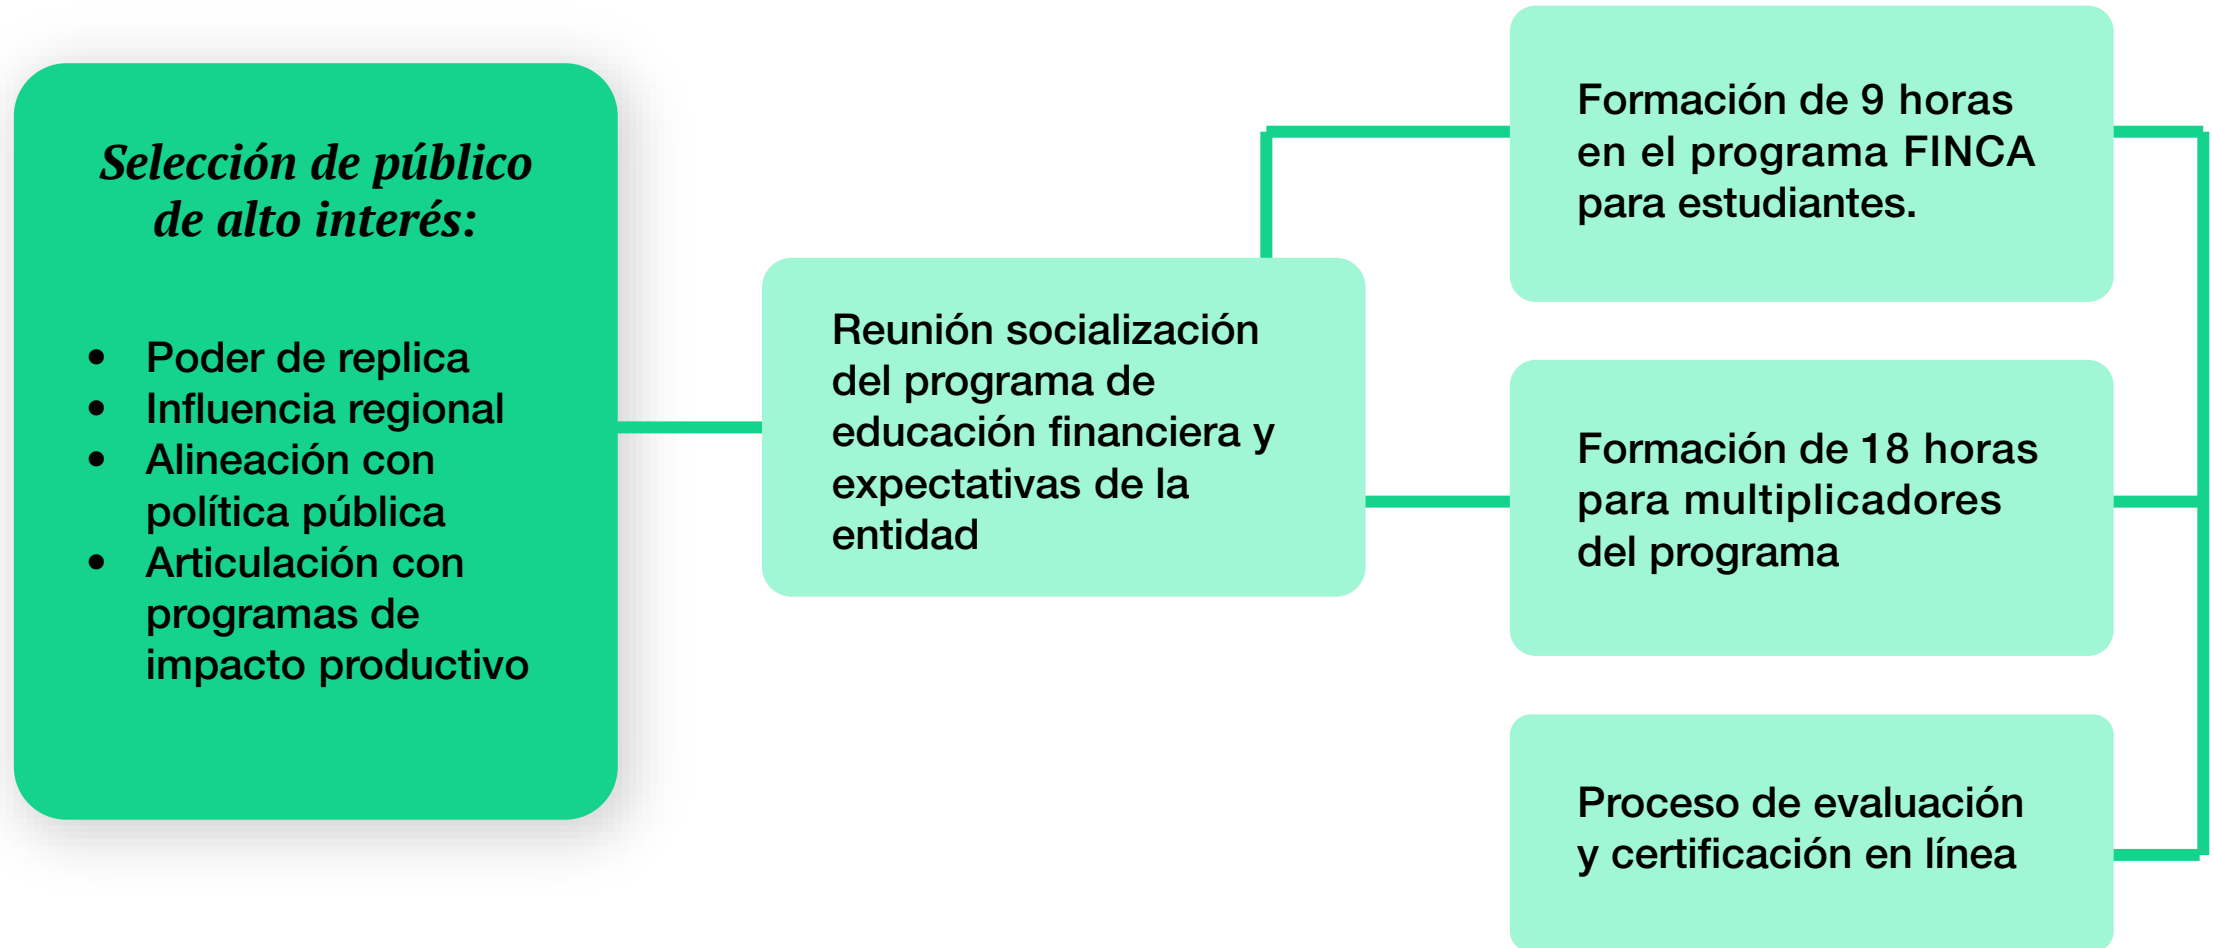 Selección de público
de alto interés:
• Poder de replica
• Influencia regional
• Alineación con
política pública
• Articulación con
programas de
impacto productivo
Reunión socialización
del programa de
educación financiera y
expectativas de la
entidad
Formación de 9 horas
en el programa FINCA
para estudiantes.
Formación de 18 horas
para multiplicadores
del programa
Proceso de evaluación
y certificación en línea